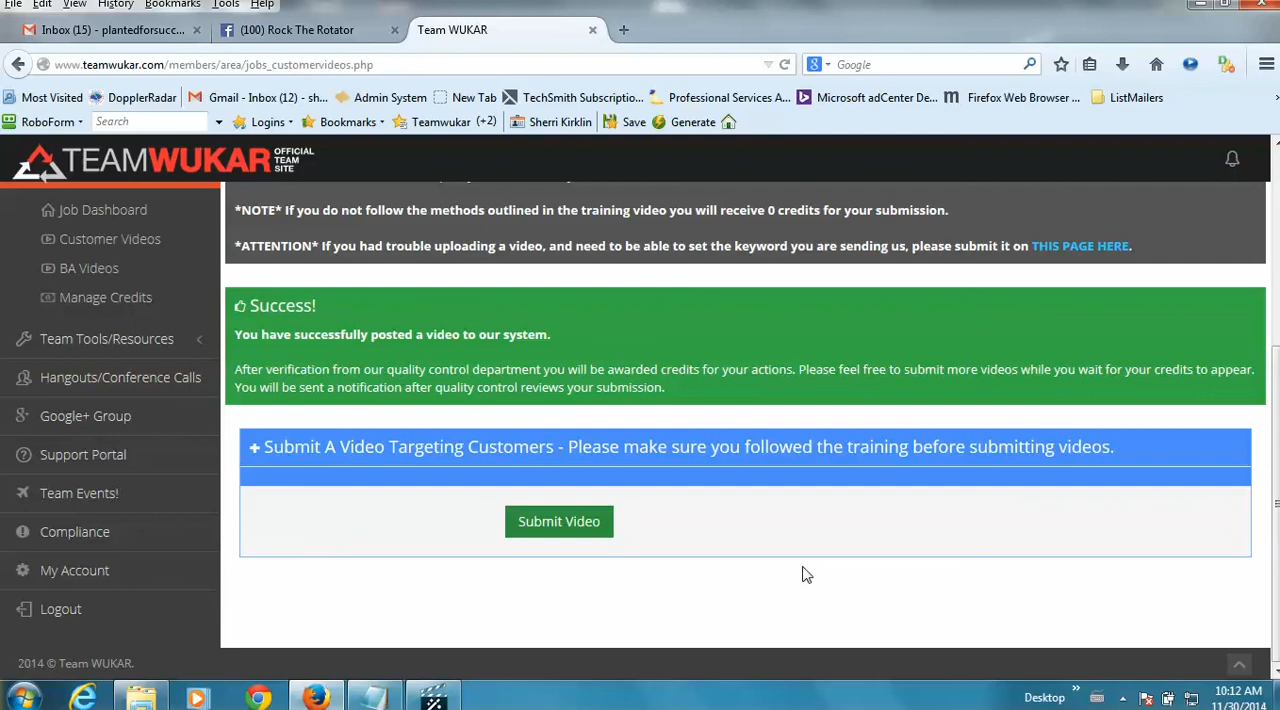 File Edit View History Bookmarks Tools Help
Inbox (15) - plantedforsucc...
(100) Rock The Rotator
Team WUKAR
www.teamwukar.com/members/area/jobs_customervideos.php
Google
Most Visited DopplerRadar Gmail - Inbox (12) - sh... Admin System New Tab TechSmith Subscriptio... Professional Services A... Microsoft adCenter De... Firefox Web Browser ... ListMailers
RoboForm Search Logins Bookmarks Teamwukar (+2) Sherri Kirklin Save Generate
TEAMWUKAR OFFICIAL TEAM SITE
Job Dashboard
Customer Videos
BA Videos
Manage Credits
Team Tools/Resources
Hangouts/Conference Calls
Google+ Group
Support Portal
Team Events!
Compliance
My Account
Logout
2014 © Team WUKAR.
*NOTE* If you do not follow the methods outlined in the training video you will receive 0 credits for your submission.
*ATTENTION* If you had trouble uploading a video, and need to be able to set the keyword you are sending us, please submit it on THIS PAGE HERE.
Success!
You have successfully posted a video to our system.
After verification from our quality control department you will be awarded credits for your actions. Please feel free to submit more videos while you wait for your credits to appear.
You will be sent a notification after quality control reviews your submission.
Submit A Video Targeting Customers - Please make sure you followed the training before submitting videos.
Submit Video
Desktop
10:12 AM
11/30/2014